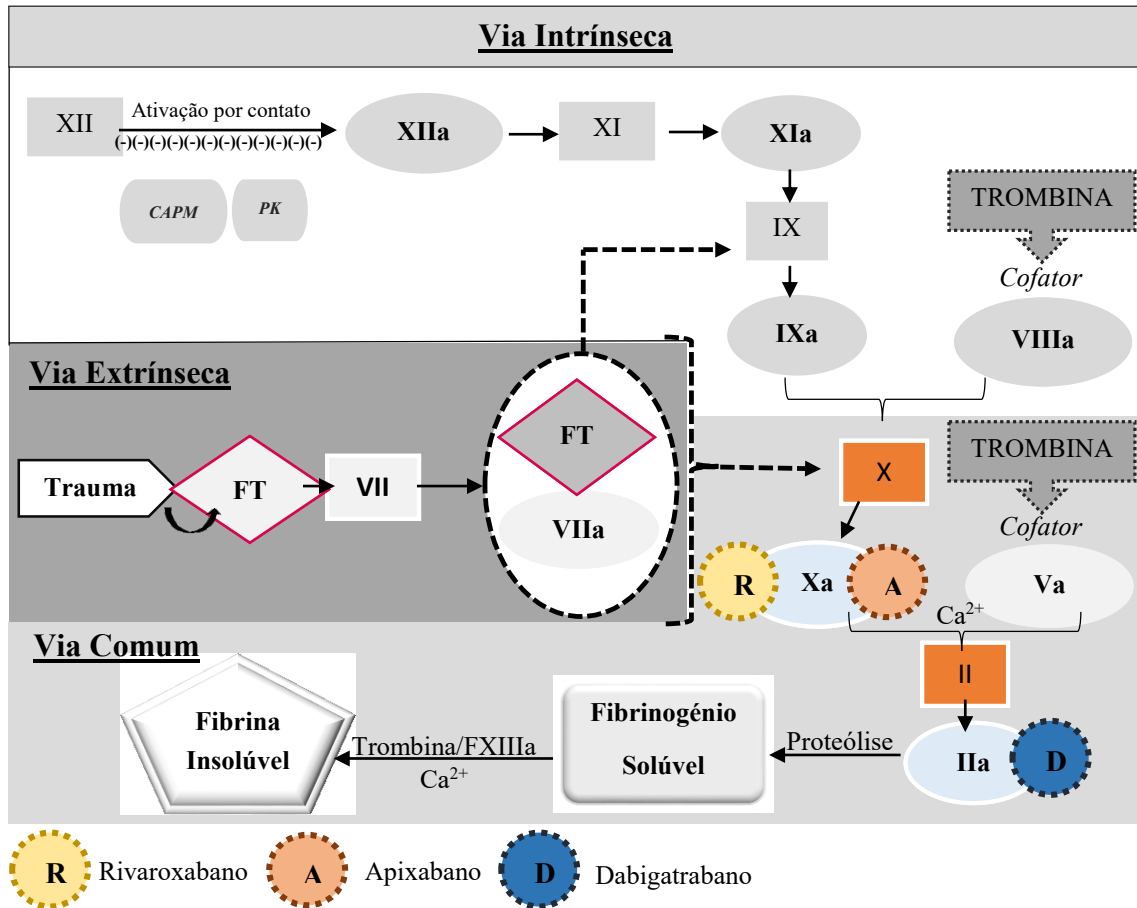 Via Intrínseca
XII
Ativação por contato
(-)(-)(-)(-)(-)(-)(-)(-)(-)(-)(-)(-)
XIIa
XI
XIa
CAPM
PK
IX
TROMBINA
Cofator
IXa
VIIIa
Via Extrínseca
Trauma
FT
VII
FT
VIIa
X
TROMBINA
Cofator
R
Xa
A
Va
Ca²⁺
Via Comum
II
Fibrina
Insolúvel
Trombina/FXIIIa
Ca²⁺
Fibrinogénio
Solúvel
Proteólise
IIa
D
R Rivaroxabano
A Apixabano
D Dabigatrabano